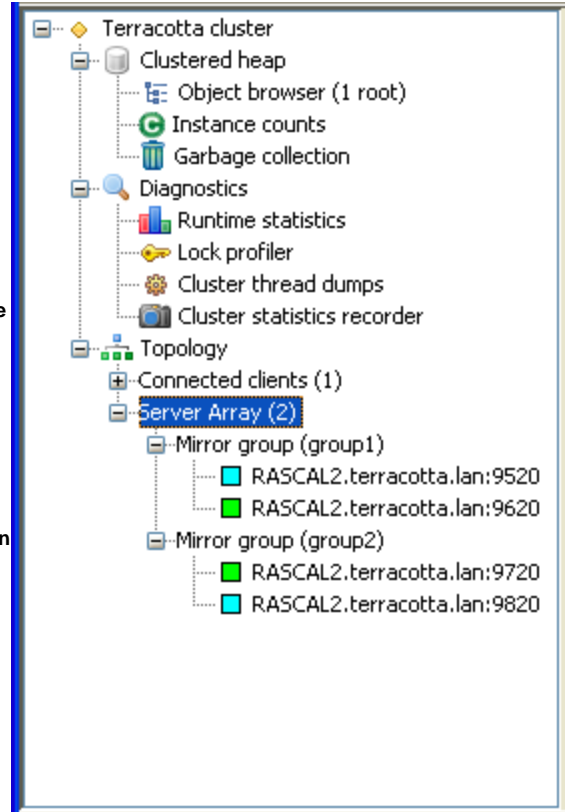 Terracotta cluster
Clustered heap
Object browser (1 root)
Instance counts
Garbage collection
Diagnostics
Runtime statistics
Lock profiler
Cluster thread dumps
e
Cluster statistics recorder
Topology
Connected clients (1)
Server Array (2)
Mirror group (group1)
RASCAL2.terracotta.lan:9520
RASCAL2.terracotta.lan:9620
n
Mirror group (group2)
RASCAL2.terracotta.lan:9720
RASCAL2.terracotta.lan:9820